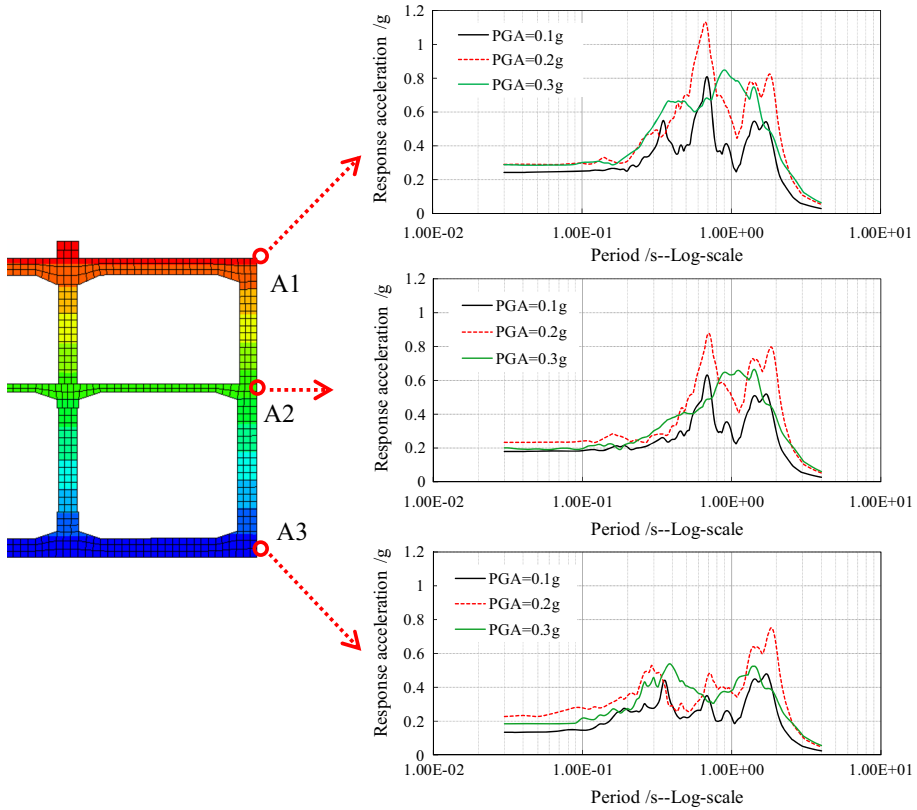 Response acceleration /g
1.2
1
0.8
0.6
0.4
0.2
0
PGA=0.1g
PGA=0.2g
PGA=0.3g
1.00E-02
1.00E-01
1.00E+00
1.00E+01
Period /s--Log-scale
A1
Response acceleration /g
1.2
1
0.8
0.6
0.4
0.2
0
PGA=0.1g
PGA=0.2g
PGA=0.3g
1.00E-02
1.00E-01
1.00E+00
1.00E+01
Period /s--Log-scale
A2
Response acceleration /g
1.2
1
0.8
0.6
0.4
0.2
0
PGA=0.1g
PGA=0.2g
PGA=0.3g
1.00E-02
1.00E-01
1.00E+00
1.00E+01
Period /s--Log-scale
A3